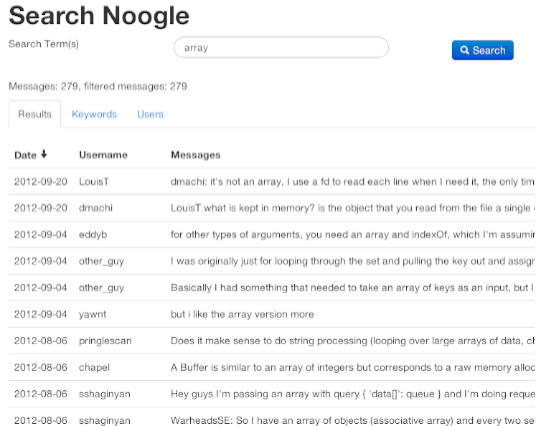 Search Noogle
Search Term(s) array Search
Messages: 279, filtered messages: 279
Results Keywords Users
Date Username Messages
2012-09-20 LouisT dmachi: it's not an array, I use a fd to read each line when I need it, the only tim
2012-09-20 dmachi LouisT what is kept in memory? is the object that you read from the file a single
2012-09-04 eddyb for other types of arguments, you need an array and indexOf, which I'm assumin
2012-09-04 other_guy I was originally just for looping through the set and pulling the key out and assign
2012-09-04 other_guy Basically I had something that needed to take an array of keys as an input, but I
2012-09-04 yawnt but i like the array version more
2012-08-06 pringlescan Does it make sense to do string processing (looping over large arrays of data, ch
2012-08-06 chapel A Buffer is similar to an array of integers but corresponds to a raw memory alloc
2012-08-06 sshaginyan Hey guys I'm passing an array with query { 'data[]': queue } and I'm doing reque
2012-08-06 sshaginyan WarheadsSE: So I have an array of objects (associative array) and every two se